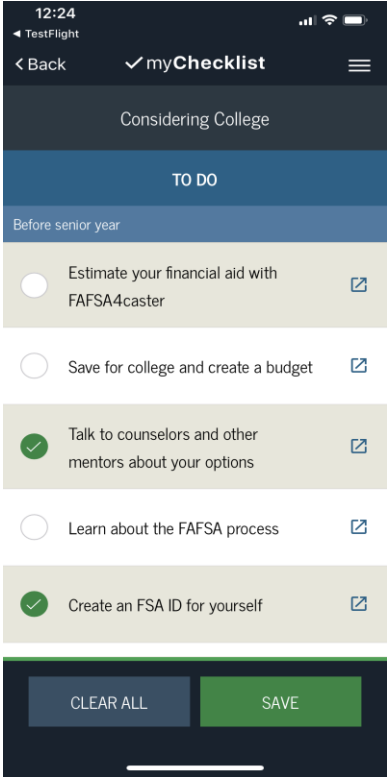 12:24
TestFlight
Back
myChecklist
Considering College
TO DO
Before senior year
Estimate your financial aid with
FAFSA4caster
Save for college and create a budget
Talk to counselors and other
mentors about your options
Learn about the FAFSA process
Create an FSA ID for yourself
CLEAR ALL
SAVE